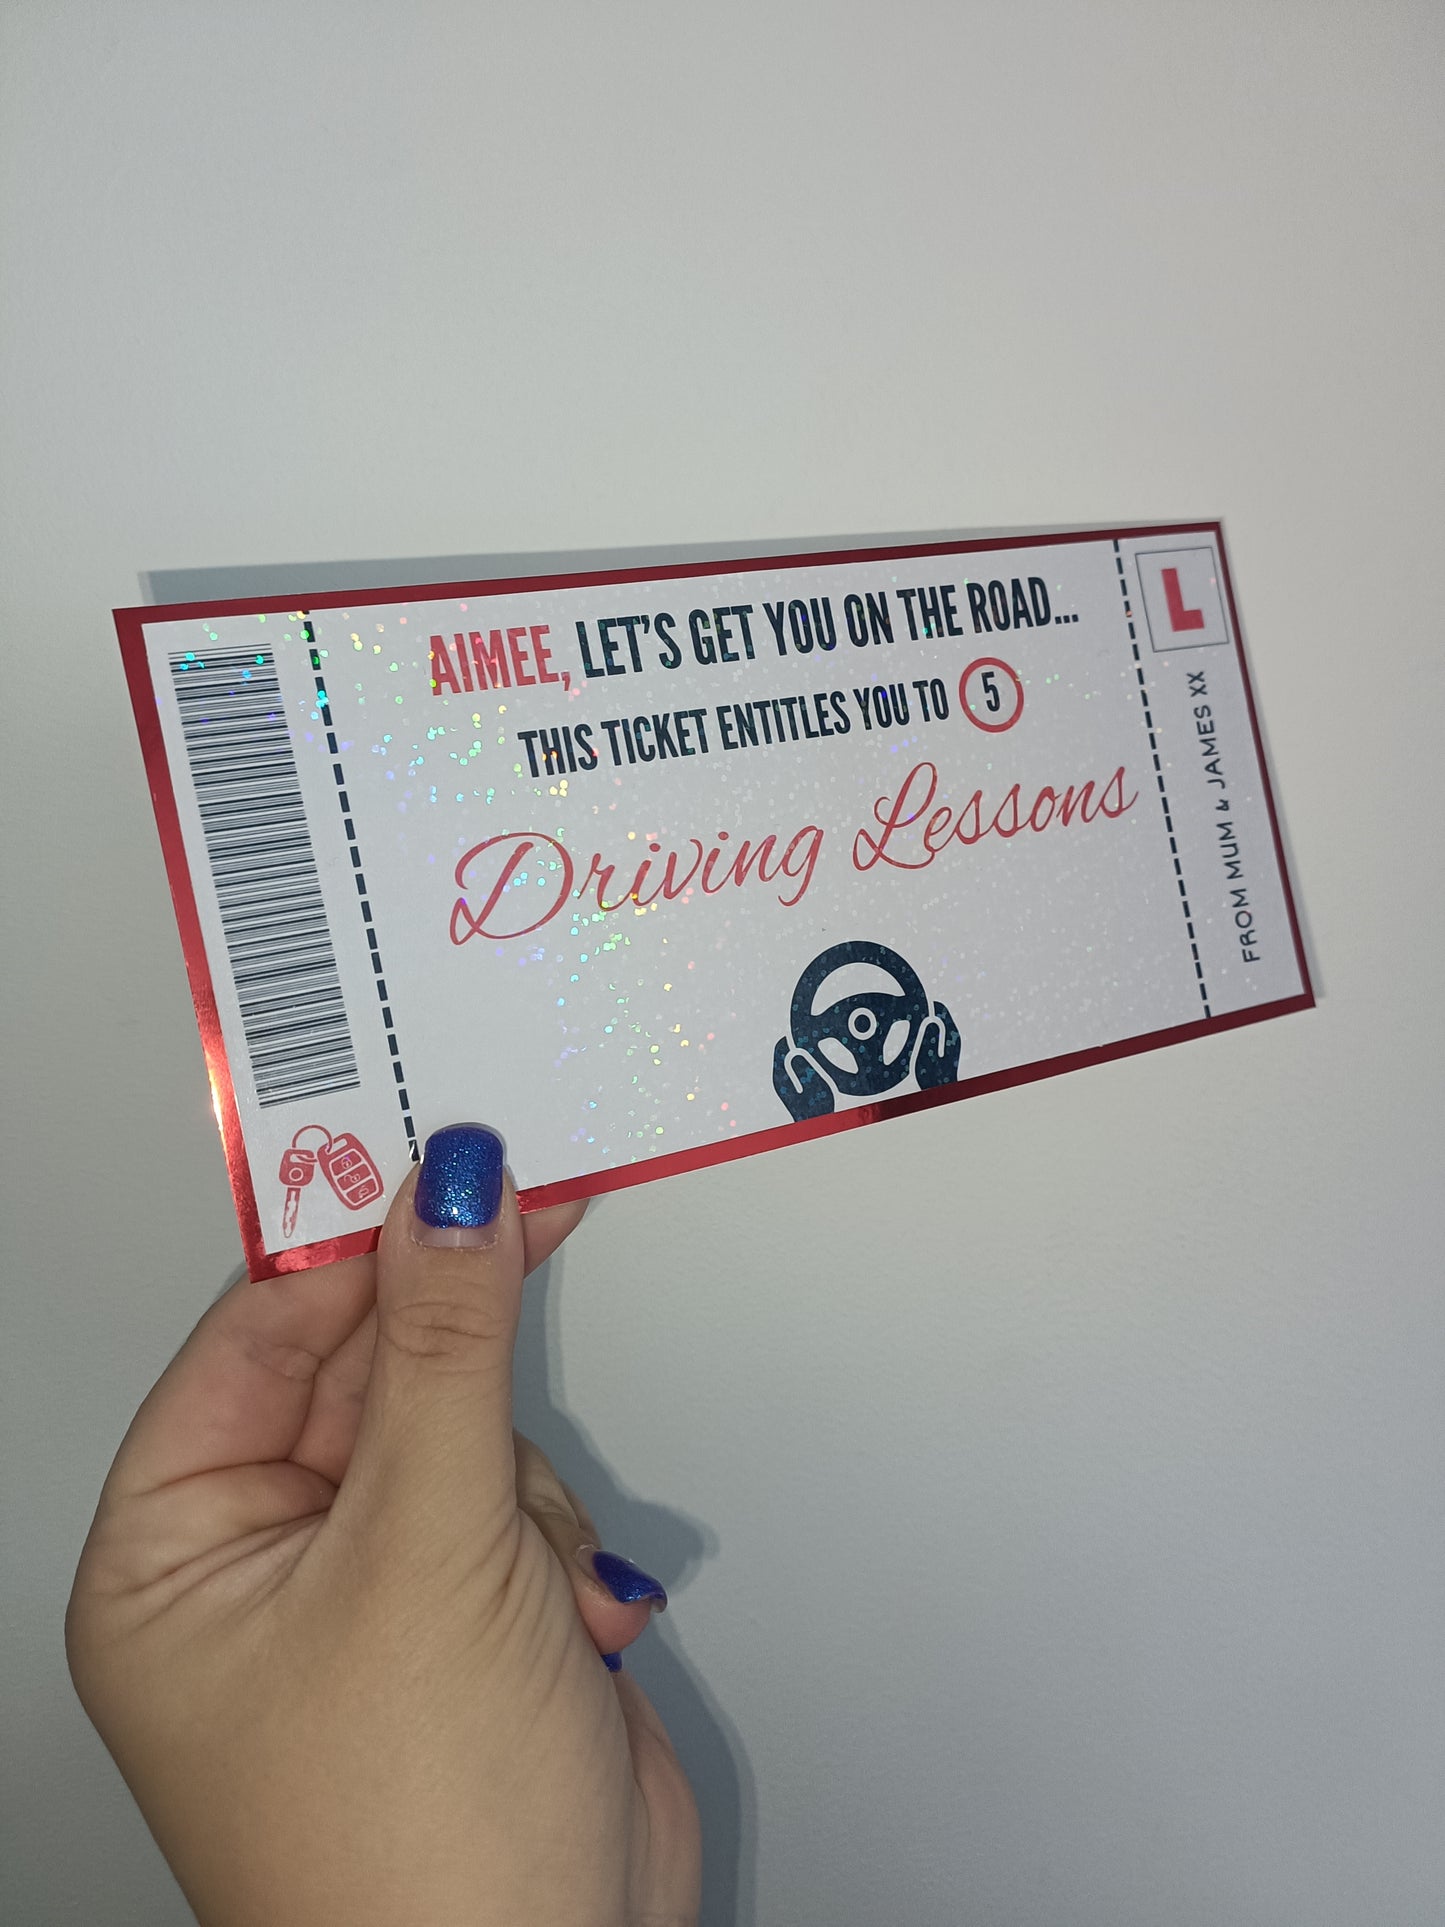 AIMEE, LET'S GET YOU ON THE ROAD...
THIS TICKET ENTITLES YOU TO 5
Driving Lessons
L
FROM MUM & JAMES XX